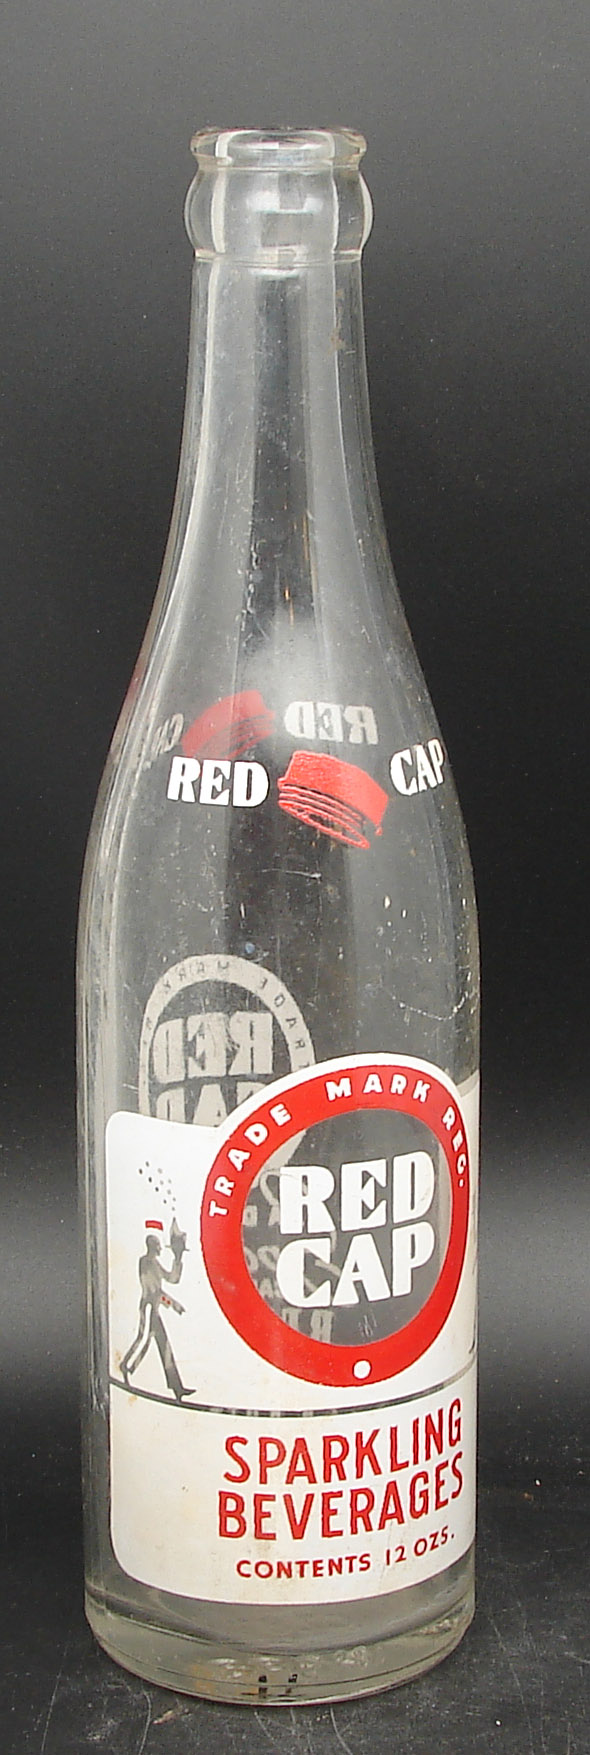 RED CAP
TRADE MARK REG.
RED
CAP
SPARKLING
BEVERAGES
CONTENTS 12 OZS.